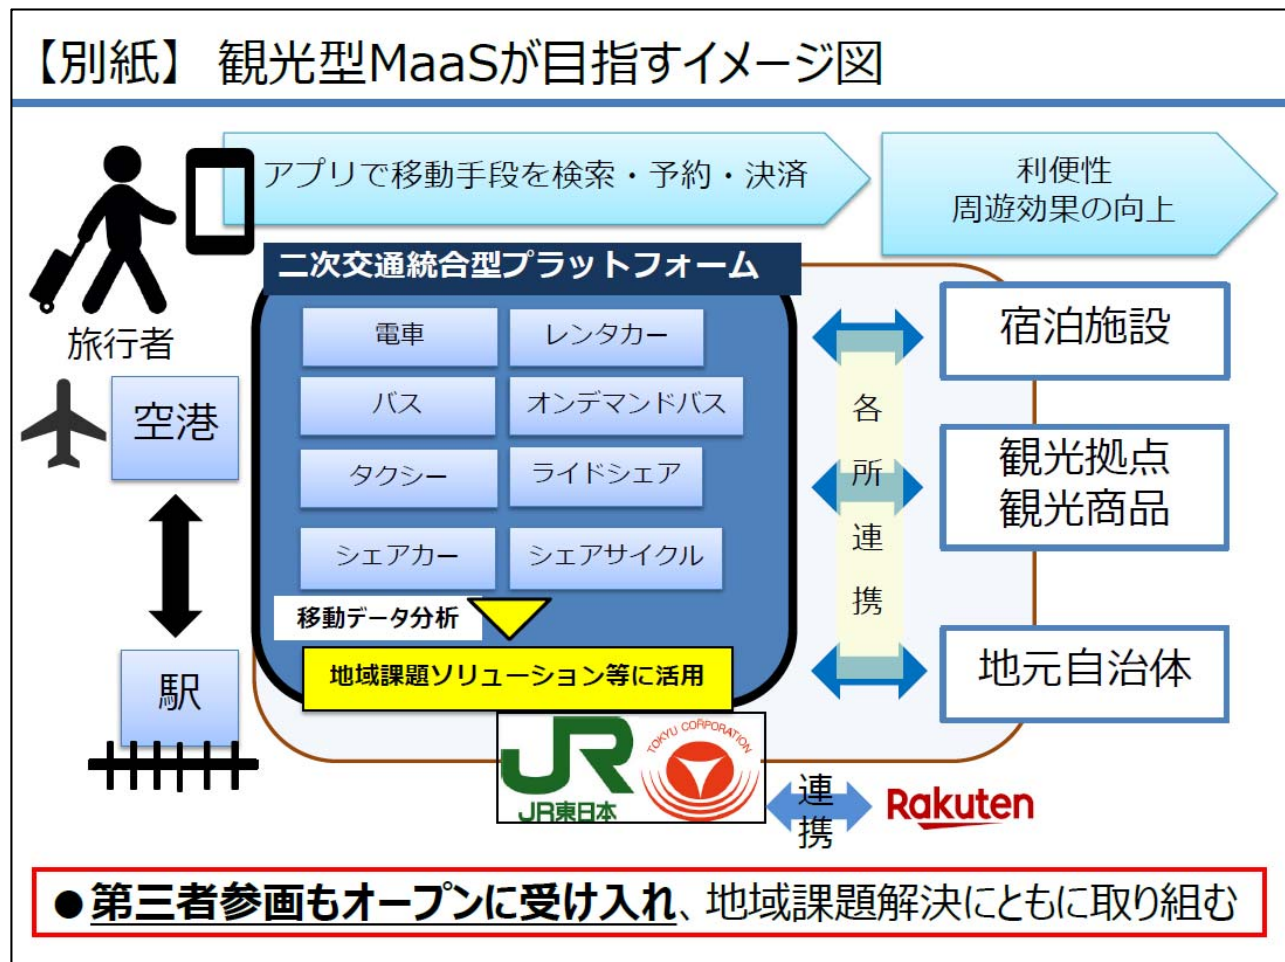 【別紙】 観光型MaaSが目指すイメージ図
アプリで移動手段を検索・予約・決済
利便性
周遊効果の向上
旅行者
空港
駅
二次交通統合型プラットフォーム
電車
レンタカー
バス
オンデマンドバス
タクシー
ライドシェア
シェアカー
シェアサイクル
移動データ分析
地域課題ソリューション等に活用
各
所
連
携
宿泊施設
観光拠点
観光商品
地元自治体
JR
JR東日本
TOKYU CORPORATION
連
携
Rakuten
●第三者参画もオープンに受け入れ、地域課題解決にともに取り組む